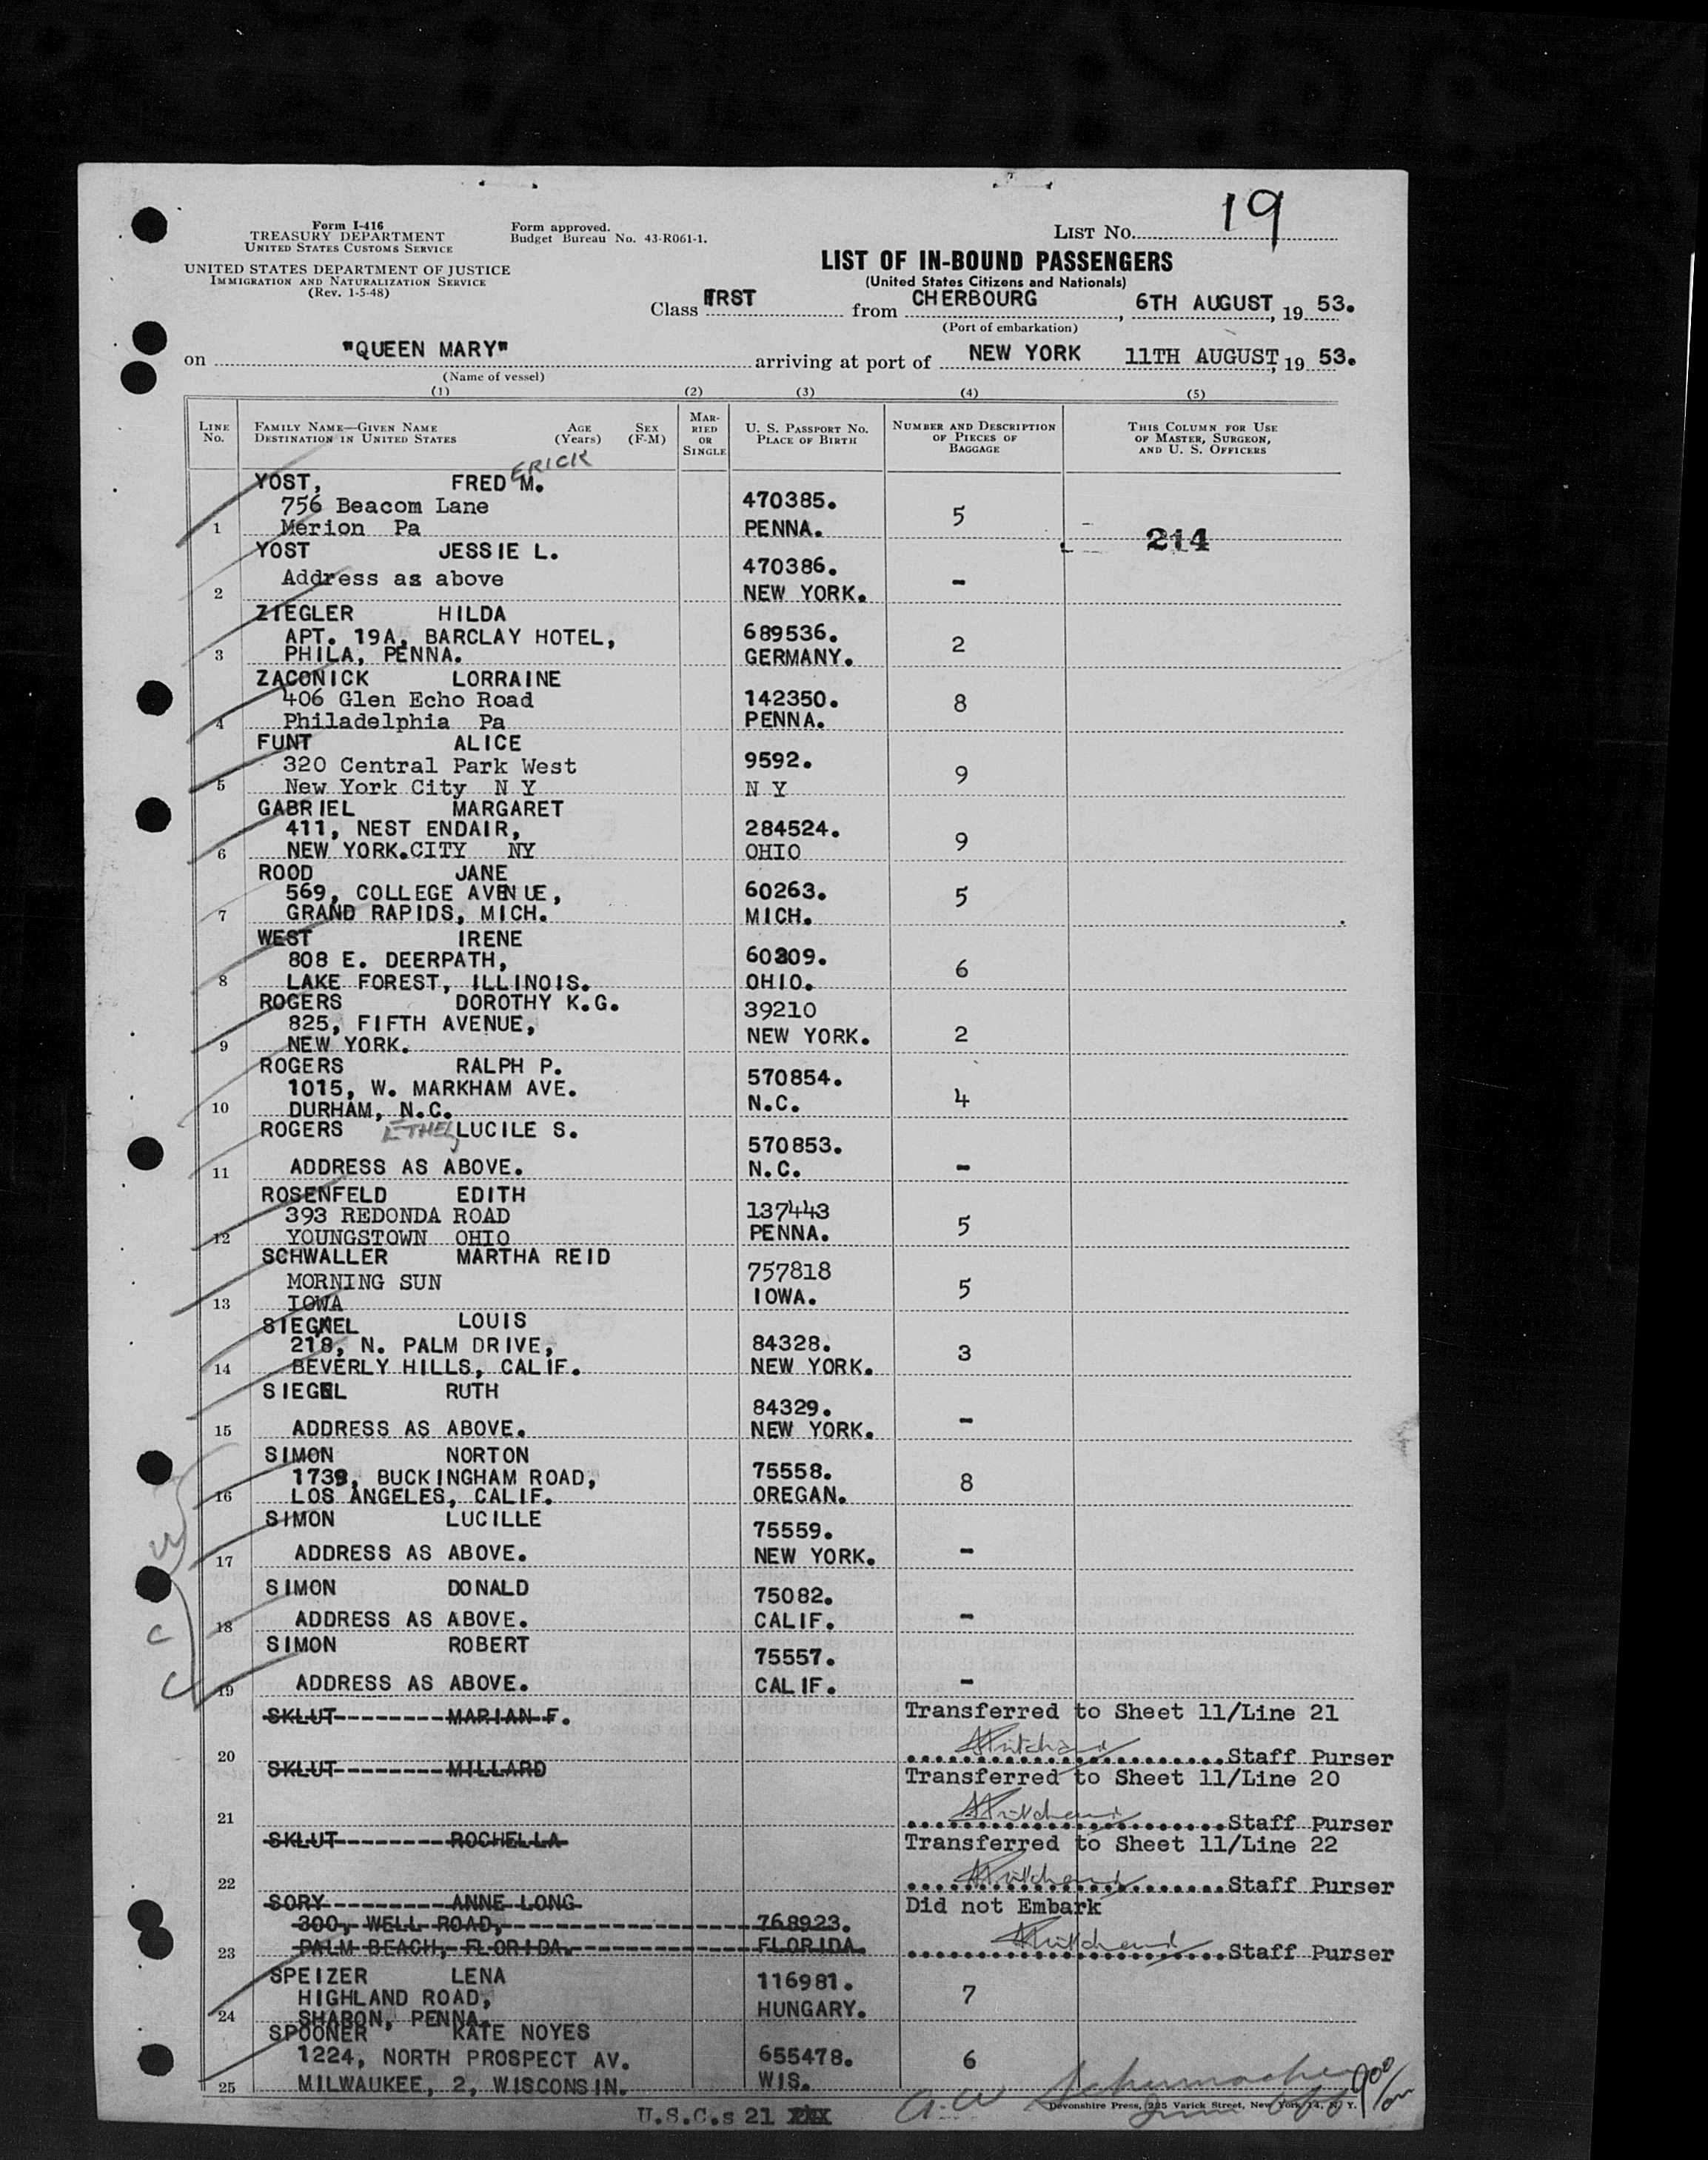 19
Form I-416
TREASURY DEPARTMENT
UNITED STATES CUSTOMS SERVICE
Form approved.
Budget Bureau No. 43-R061-1.
LIST NO.
UNITED STATES DEPARTMENT OF JUSTICE
IMMIGRATION AND NATURALIZATION SERVICE
(Rev. 1-5-48)
LIST OF IN-BOUND PASSENGERS
(United States Citizens and Nationals)
Class FIRST from CHERBOURG, 6TH AUGUST, 19 53.
(Port of embarkation)
on "QUEEN MARY" arriving at port of NEW YORK 11TH AUGUST, 19 53.
(Name of vessel)
(1) (2) (3) (4) (5)
LINE NO. FAMILY NAME—GIVEN NAME DESTINATION IN UNITED STATES AGE (Years) SEX (F-M) MARRIED OR SINGLE U. S. PASSPORT NO. PLACE OF BIRTH NUMBER AND DESCRIPTION OF PIECES OF BAGGAGE THIS COLUMN FOR USE OF MASTER, SURGEON, AND U. S. OFFICERS
ERICK
YOST, FRED M.
756 Beacom Lane 470385. 5
1 Merion Pa PENNA. 214
YOST JESSIE L.
Address as above 470386. -
2 NEW YORK.
ZIEGLER HILDA
APT. 19A, BARCLAY HOTEL, 689536. 2
3 PHILA, PENNA. GERMANY.
ZACONICK LORRAINE
406 Glen Echo Road 142350. 8
4 Philadelphia Pa PENNA.
FUNT ALICE
320 Central Park West 9592. 9
5 New York City N Y N Y
GABRIEL MARGARET
411, NEST ENDAIR, 284524. 9
6 NEW YORK.CITY NY OHIO
ROOD JANE
569, COLLEGE AVENUE, 60263. 5
7 GRAND RAPIDS, MICH. MICH.
WEST IRENE
808 E. DEERPATH, 60309. 6
8 LAKE FOREST, ILLINOIS. OHIO.
ROGERS DOROTHY K.G. 39210
825, FIFTH AVENUE, NEW YORK. 2
9 NEW YORK.
ROGERS RALPH P.
1015, W. MARKHAM AVE. 570854. 4
10 DURHAM, N.C. N.C.
ROGERS ETHEL LUCILE S.
570853.
11 ADDRESS AS ABOVE. N.C. -
ROSENFELD EDITH
393 REDONDA ROAD 137443 5
12 YOUNGSTOWN OHIO PENNA.
SCHWALLER MARTHA REID
MORNING SUN 757818 5
13 IOWA IOWA.
SIEGEL LOUIS
218, N. PALM DRIVE, 84328. 3
14 BEVERLY HILLS, CALIF. NEW YORK.
SIEGEL RUTH
84329. -
15 ADDRESS AS ABOVE. NEW YORK.
SIMON NORTON
1739, BUCKINGHAM ROAD, 75558. 8
16 LOS ANGELES, CALIF. OREGAN.
SIMON LUCILLE
75559.
17 ADDRESS AS ABOVE. NEW YORK. -
SIMON DONALD
75082.
18 ADDRESS AS ABOVE. CALIF. -
SIMON ROBERT
75557.
19 ADDRESS AS ABOVE. CALIF. -
SKLUT MARIAN F. Transferred to Sheet 11/Line 21
20 Staff Purser
SKLUT MILLARD Transferred to Sheet 11/Line 20
21 Staff Purser
SKLUT ROCHELLA Transferred to Sheet 11/Line 22
22 Staff Purser
SORY ANNE LONG Did not Embark
300, WELL ROAD, 768923.
23 PALM BEACH, FLORIDA. FLORIDA. Staff Purser
SPEIZER LENA
HIGHLAND ROAD, 116981. 7
24 SHARON, PENNA. HUNGARY.
SPOONER KATE NOYES
1224, NORTH PROSPECT AV. 655478. 6
25 MILWAUKEE, 2, WISCONSIN. WIS.
Devonshire Press, 225 Varick Street, New York 14, N. Y.
U.S.C.s 21